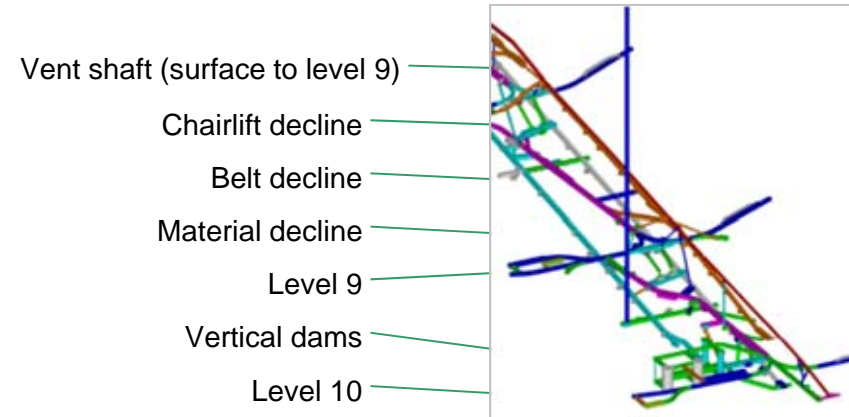 Vent shaft (surface to level 9)
Chairlift decline
Belt decline
Material decline
Level 9
Vertical dams
Level 10